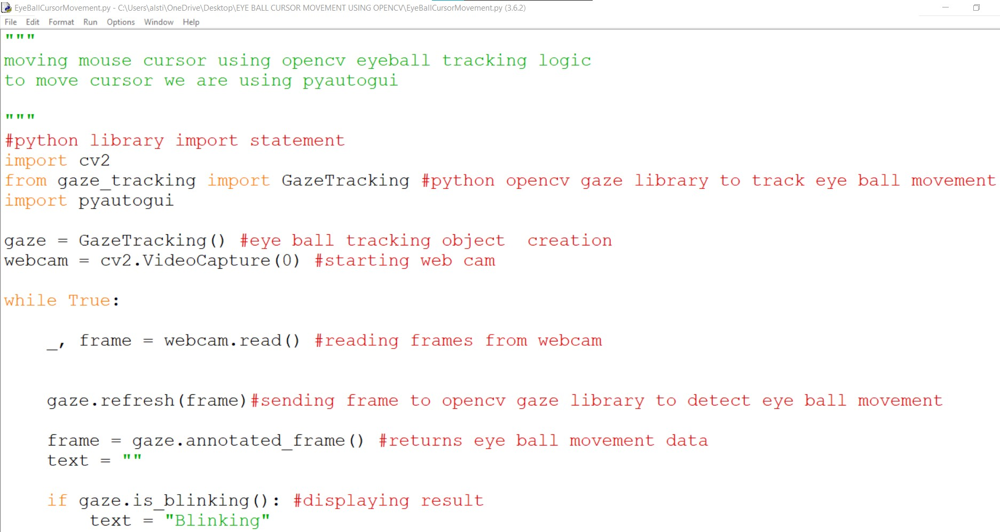 EyeBallCursorMovement.py - C:\Users\alsti\OneDrive\Desktop\EYE BALL CURSOR MOVEMENT USING OPENCV\EyeBallCursorMovement.py (3.6.2)
File Edit Format Run Options Window Help
"""
moving mouse cursor using opencv eyeball tracking logic
to move cursor we are using pyautogui
"""
#python library import statement
import cv2
from gaze_tracking import GazeTracking #python opencv gaze library to track eye ball movement
import pyautogui
gaze = GazeTracking() #eye ball tracking object  creation
webcam = cv2.VideoCapture(0) #starting web cam
while True:
    _, frame = webcam.read() #reading frames from webcam
    gaze.refresh(frame)#sending frame to opencv gaze library to detect eye ball movement
    frame = gaze.annotated_frame() #returns eye ball movement data
    text = ""
    if gaze.is_blinking(): #displaying result
        text = "Blinking"